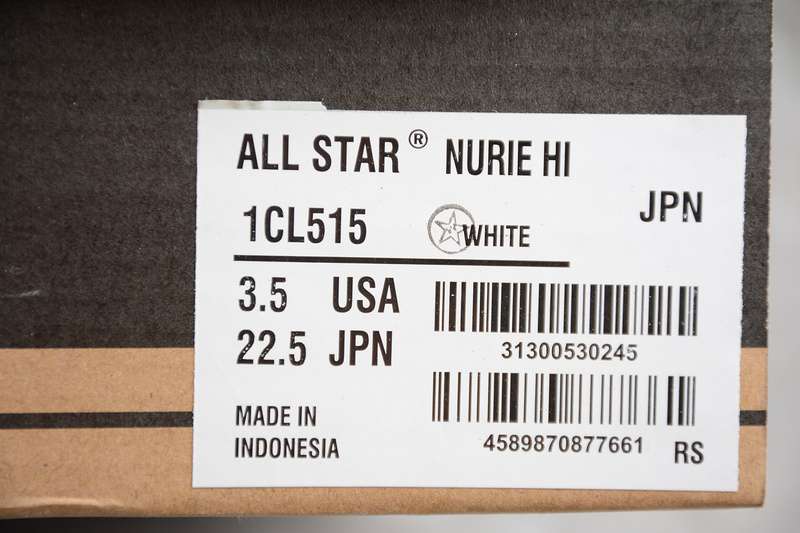 ALL STAR® NURIE HI
JPN
1CL515 WHITE
3.5 USA
22.5 JPN
31300530245
MADE IN
INDONESIA
4589870877661 RS